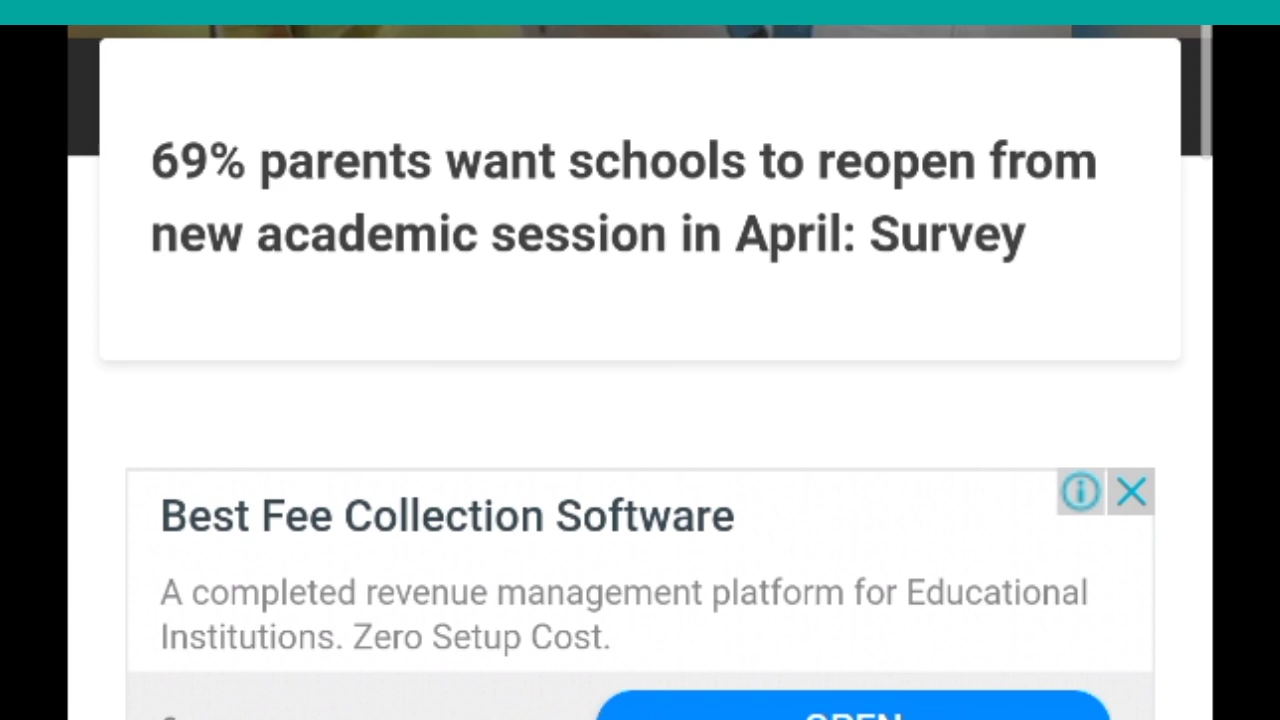 69% parents want schools to reopen from
new academic session in April: Survey
Best Fee Collection Software
A completed revenue management platform for Educational
Institutions. Zero Setup Cost.
OPEN